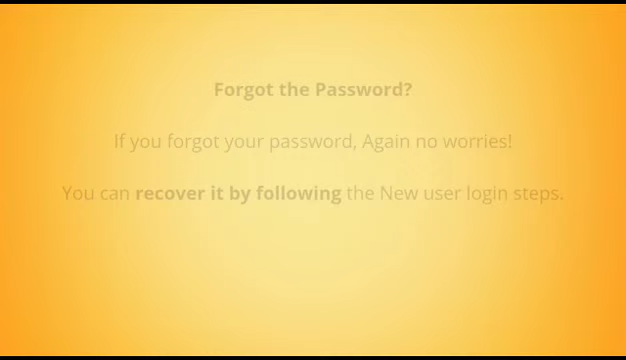 Forgot the Password?
If you forgot your password, Again no worries!
You can recover it by following the New user login steps.